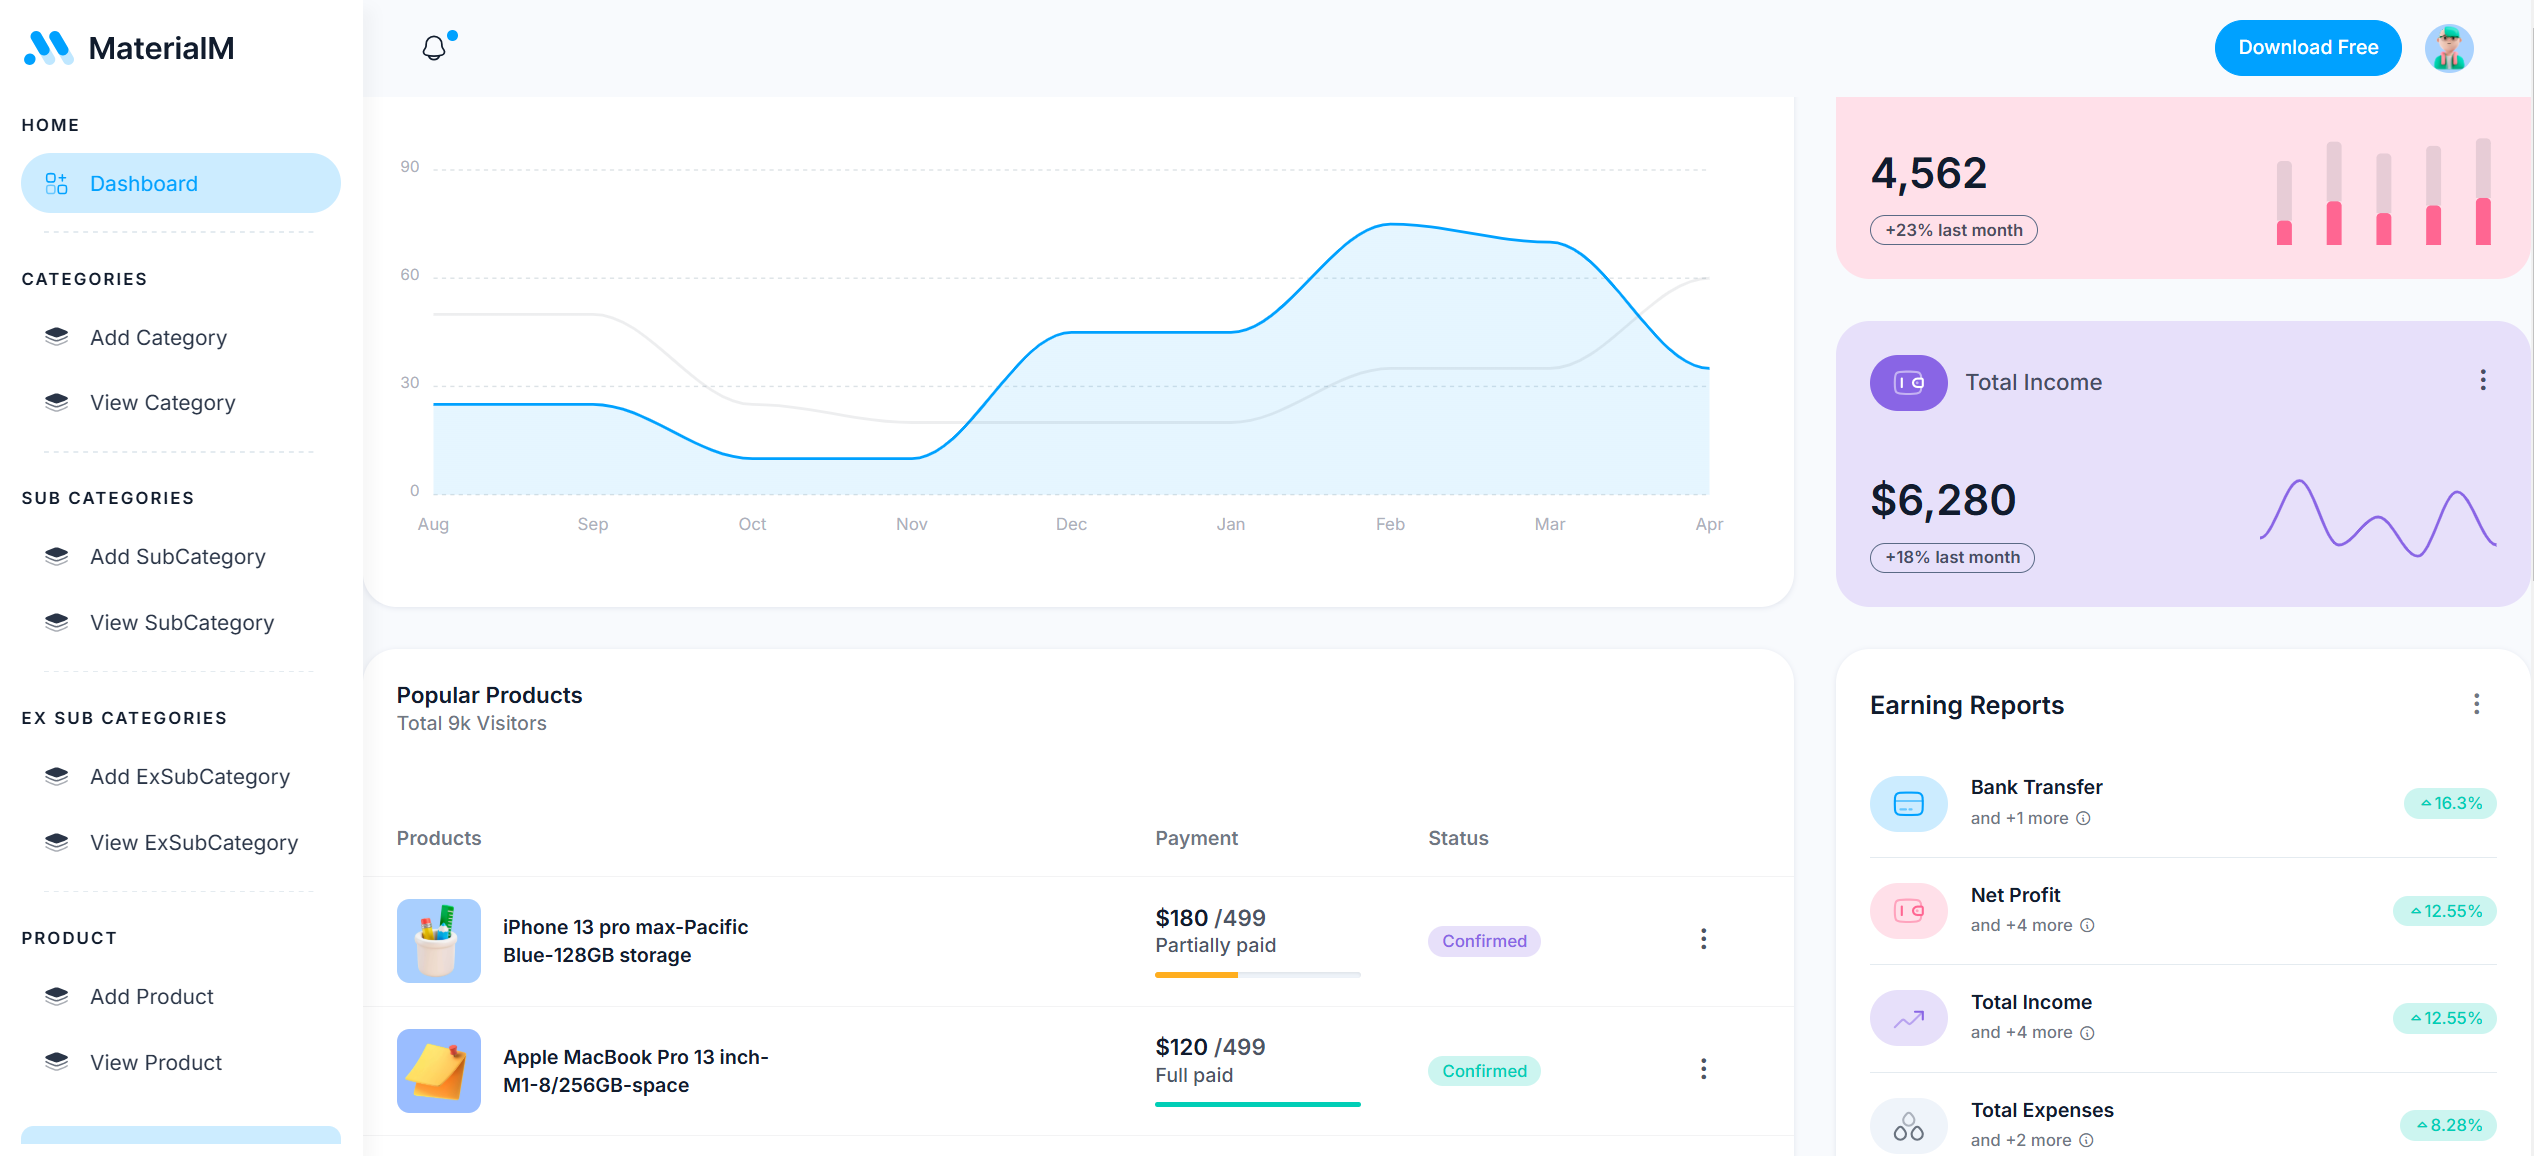 MaterialM
HOME
Dashboard
CATEGORIES
Add Category
View Category
SUB CATEGORIES
Add SubCategory
View SubCategory
EX SUB CATEGORIES
Add ExSubCategory
View ExSubCategory
PRODUCT
Add Product
View Product
Download Free
90
60
30
0
Aug Sep Oct Nov Dec Jan Feb Mar Apr
4,562
+23% last month
Total Income
$6,280
+18% last month
Popular Products
Total 9k Visitors
Products Payment Status
iPhone 13 pro max-Pacific
Blue-128GB storage
$180 /499
Partially paid
Confirmed
Apple MacBook Pro 13 inch-
M1-8/256GB-space
$120 /499
Full paid
Confirmed
Earning Reports
Bank Transfer
and +1 more
16.3%
Net Profit
and +4 more
12.55%
Total Income
and +4 more
12.55%
Total Expenses
and +2 more
8.28%